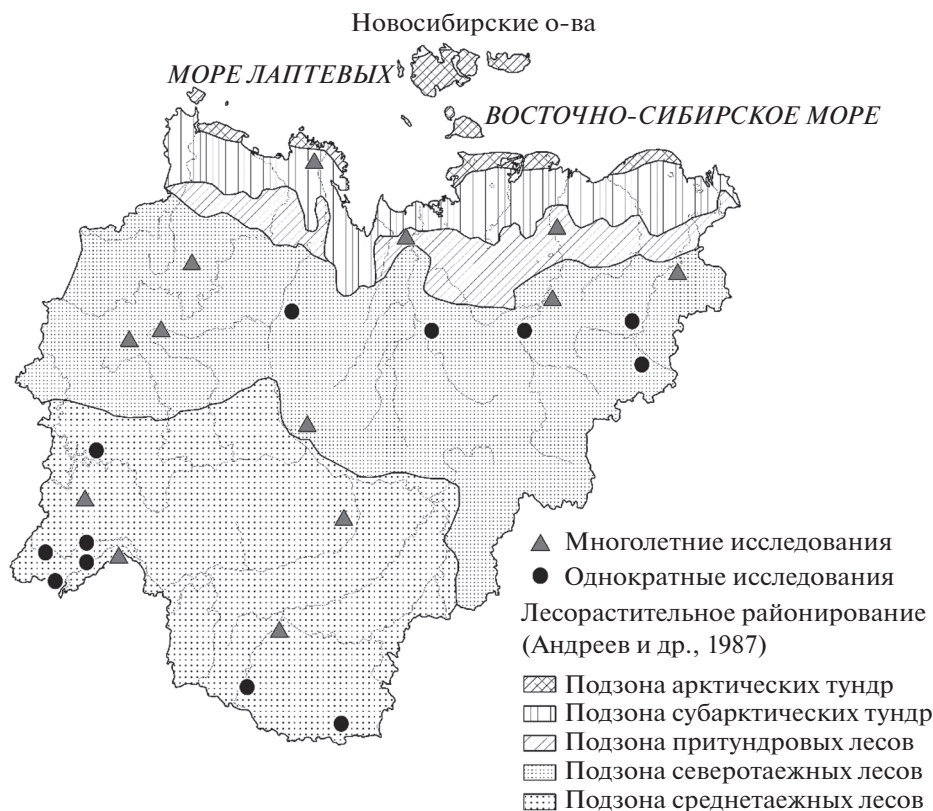 Новосибирские о-ва
МОРЕ ЛАПТЕВЫХ
ВОСТОЧНО-СИБИРСКОЕ МОРЕ
Многолетние исследования
Однократные исследования
Лесорастительное районирование
(Андреев и др., 1987)
Подзона арктических тундр
Подзона субарктических тундр
Подзона притундровых лесов
Подзона северотаежных лесов
Подзона среднетаежных лесов